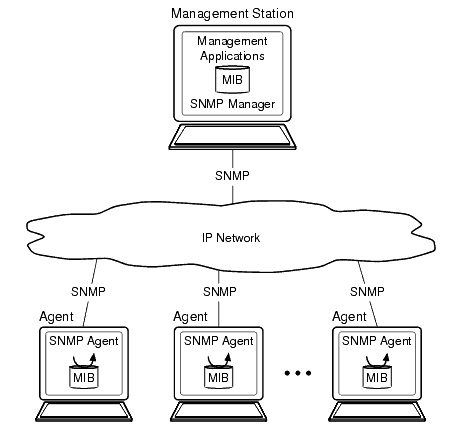 Management Station
Management
Applications
MIB
SNMP Manager
SNMP
IP Network
SNMP
SNMP
SNMP
Agent
Agent
Agent
SNMP Agent
SNMP Agent
SNMP Agent
MIB
MIB
MIB